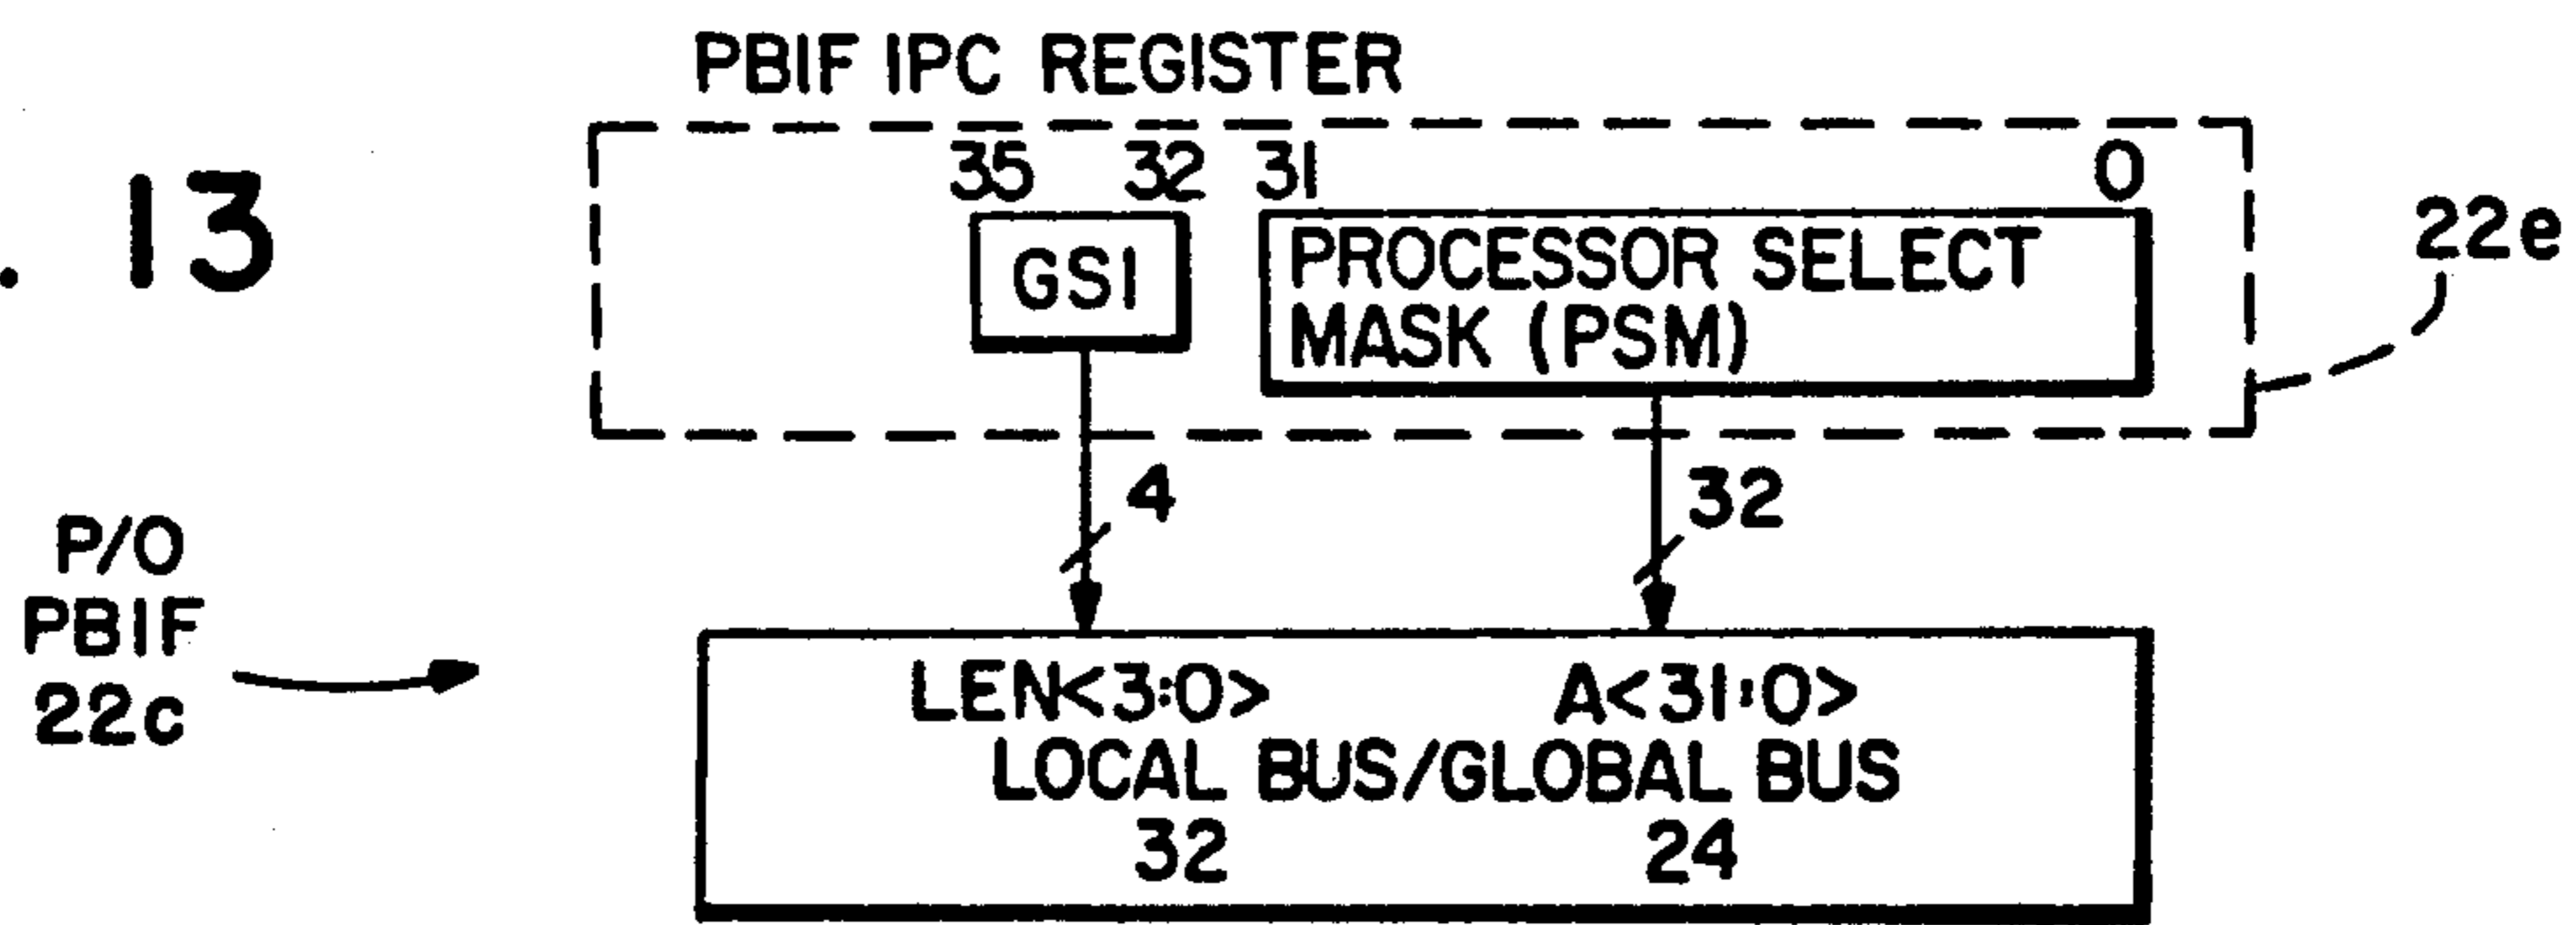 PBIF IPC REGISTER
. 13
35 32 31 0
GSI
PROCESSOR SELECT
MASK (PSM)
22e
4
32
P/O
PBIF
22c
LEN<3:0> A<31:0>
LOCAL BUS/GLOBAL BUS
32 24